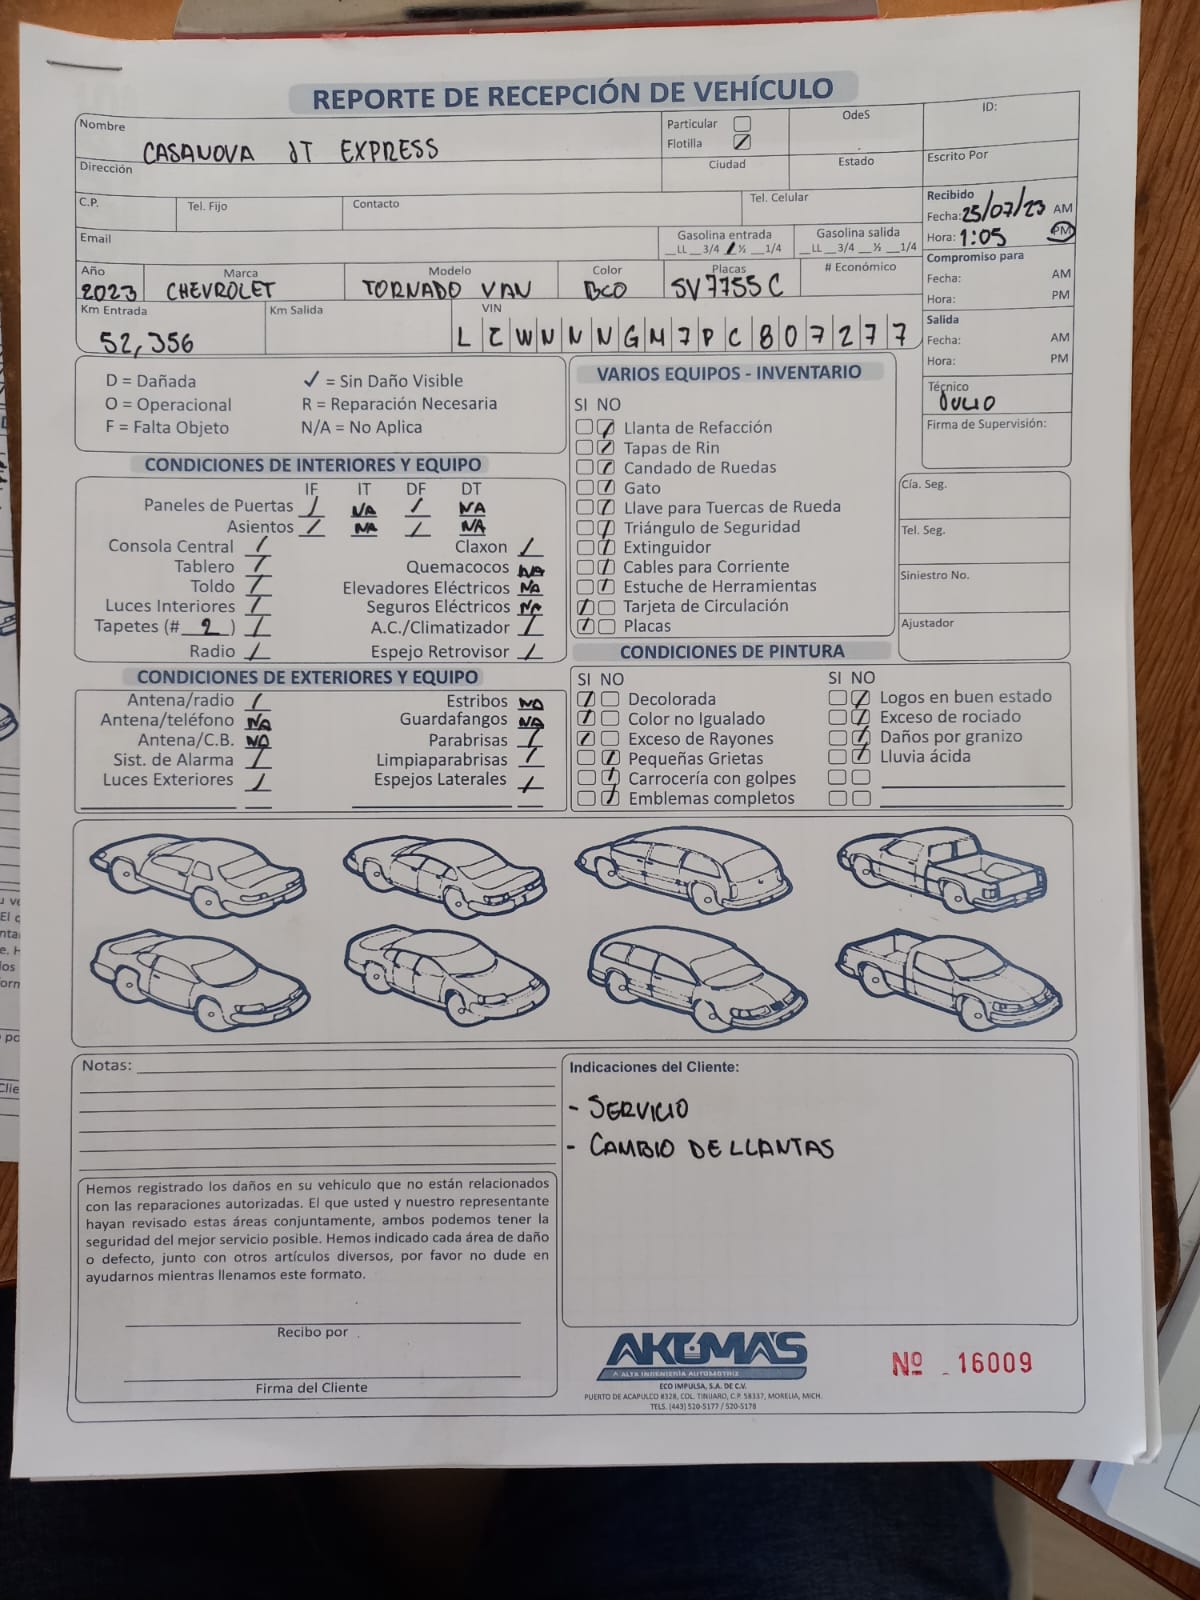 REPORTE DE RECEPCIÓN DE VEHÍCULO
Nombre CASANOVA JT EXPRESS
Particular
Flotilla ✓
OdeS
ID:
Dirección
Ciudad
Estado
Escrito Por
C.P.
Tel. Fijo
Contacto
Tel. Celular
Recibido
Fecha: 25/07/23 AM
Hora: 1:05 PM
Email
Gasolina entrada
__LL __3/4 ✓ ½ __1/4
Gasolina salida
__LL __3/4 __½ __1/4
Compromiso para
Fecha: AM
Hora: PM
Año 2023
Marca CHEVROLET
Modelo TORNADO VAN
Color BCO
Placas SV7755C
# Económico
Km Entrada 52,356
Km Salida
VIN LZWNNNGM7PC807277
Salida
Fecha: AM
Hora: PM
Técnico
JULIO
Firma de Supervisión:
D = Dañada ✓ = Sin Daño Visible
O = Operacional R = Reparación Necesaria
F = Falta Objeto N/A = No Aplica
CONDICIONES DE INTERIORES Y EQUIPO
IF IT DF DT
Paneles de Puertas ✓ NA ✓ NA
Asientos ✓ NA ✓ NA
Consola Central ✓ Claxon ✓
Tablero ✓ Quemacocos NA
Toldo ✓ Elevadores Eléctricos NA
Luces Interiores ✓ Seguros Eléctricos NA
Tapetes (# 2 ) ✓ A.C./Climatizador ✓
Radio ✓ Espejo Retrovisor ✓
CONDICIONES DE EXTERIORES Y EQUIPO
Antena/radio ✓ Estribos NA
Antena/teléfono NA Guardafangos NA
Antena/C.B. NA Parabrisas ✓
Sist. de Alarma ✓ Limpiaparabrisas ✓
Luces Exteriores ✓ Espejos Laterales ✓
VARIOS EQUIPOS - INVENTARIO
SI NO
Llanta de Refacción
Tapas de Rin
Candado de Ruedas
Gato
Llave para Tuercas de Rueda
Triángulo de Seguridad
Extinguidor
Cables para Corriente
Estuche de Herramientas
Tarjeta de Circulación
Placas
Cía. Seg.
Tel. Seg.
Siniestro No.
Ajustador
CONDICIONES DE PINTURA
SI NO SI NO
Decolorada Logos en buen estado
Color no Igualado Exceso de rociado
Exceso de Rayones Daños por granizo
Pequeñas Grietas Lluvia ácida
Carrocería con golpes
Emblemas completos
Notas:
Indicaciones del Cliente:
- SERVICIO
- CAMBIO DE LLANTAS
Hemos registrado los daños en su vehículo que no están relacionados
con las reparaciones autorizadas. El que usted y nuestro representante
hayan revisado estas áreas conjuntamente, ambos podemos tener la
seguridad del mejor servicio posible. Hemos indicado cada área de daño
o defecto, junto con otros artículos diversos, por favor no dude en
ayudarnos mientras llenamos este formato.
Recibo por
Firma del Cliente
AKUMAS
ALTA INGENIERÍA AUTOMOTRIZ
ECO IMPULSA, S.A. DE C.V.
PUERTO DE ACAPULCO #328, COL. TINIJARO, C.P. 58337, MORELIA, MICH.
TELS. (443) 520-5177 / 520-5178
Nº 16009